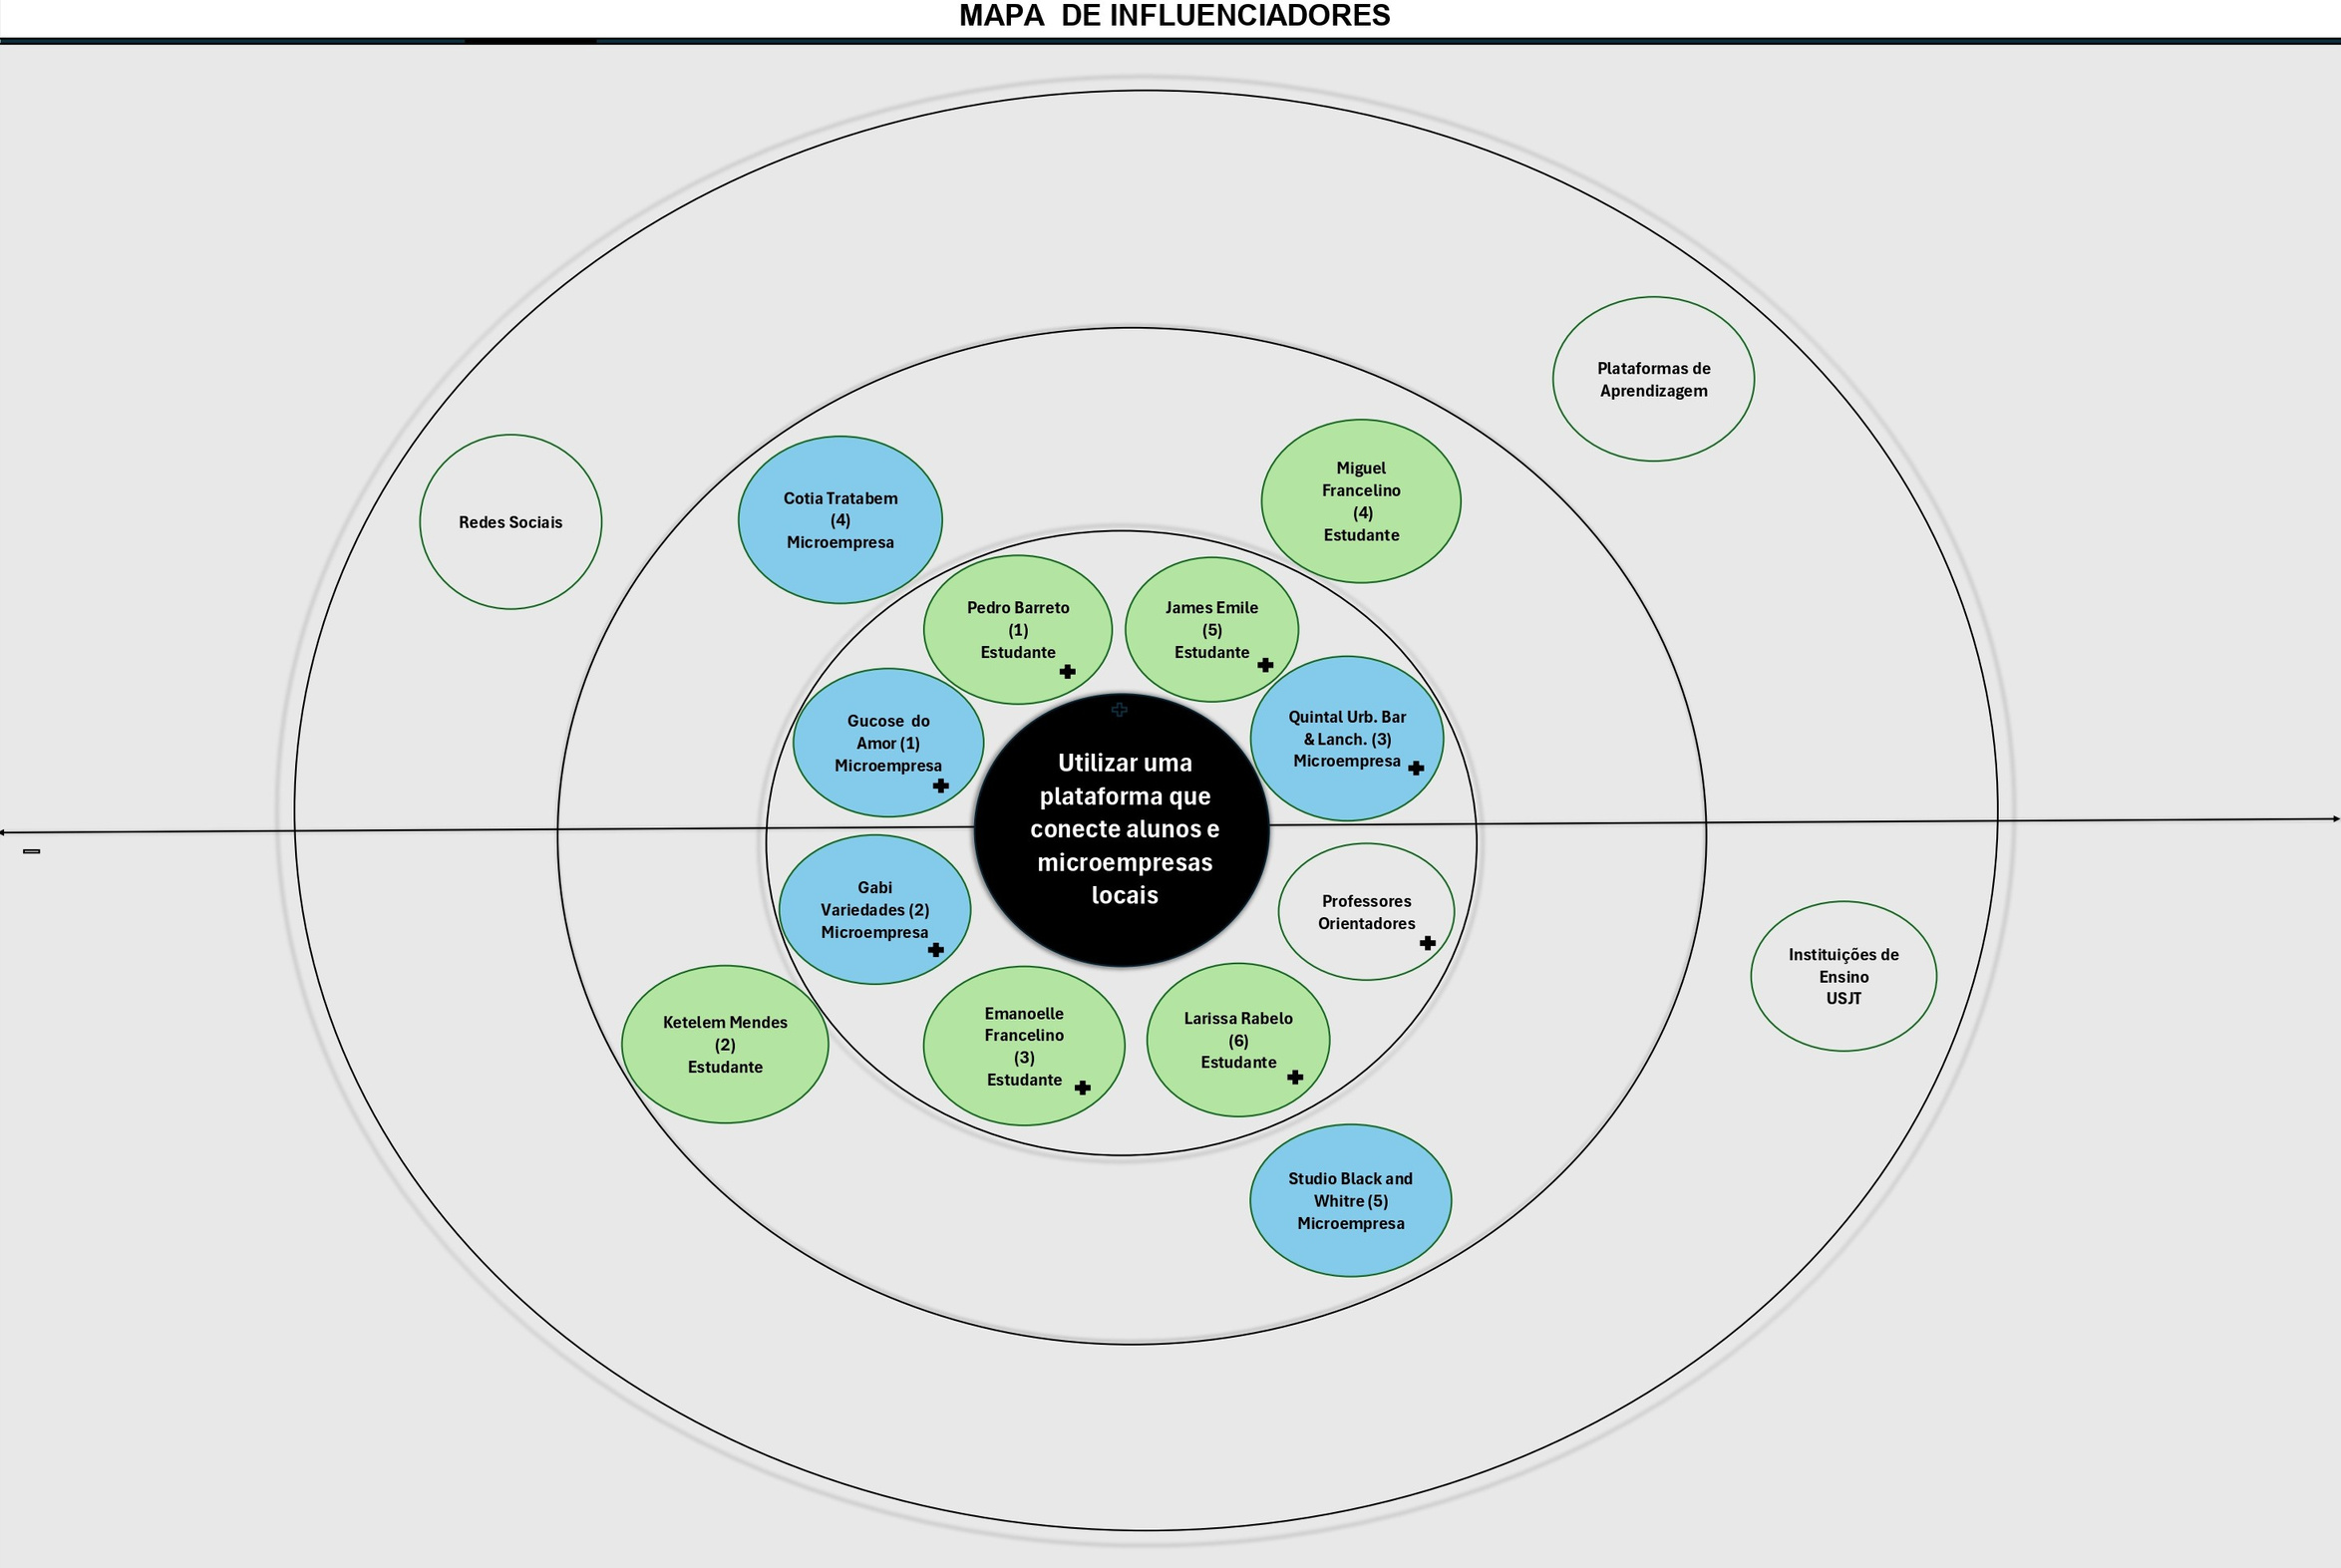 MAPA DE INFLUENCIADORES
Plataformas de
Aprendizagem
Redes Sociais
Cotia Tratabem
(4)
Microempresa
Miguel
Francelino
(4)
Estudante
Pedro Barreto
(1)
Estudante
James Emile
(5)
Estudante
Gucose do
Amor (1)
Microempresa
Quintal Urb. Bar
& Lanch. (3)
Microempresa
Utilizar uma
plataforma que
conecte alunos e
microempresas
locais
Gabi
Variedades (2)
Microempresa
Professores
Orientadores
Instituições de
Ensino
USJT
Ketelem Mendes
(2)
Estudante
Emanoelle
Francelino
(3)
Estudante
Larissa Rabelo
(6)
Estudante
Studio Black and
Whitre (5)
Microempresa